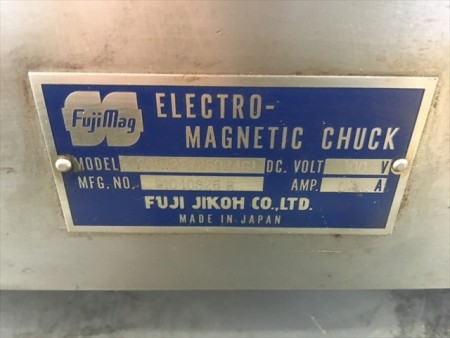 FujiMag
ELECTRO-
MAGNETIC CHUCK
MODEL DC. VOLT V
MFG. NO. AMP. A
FUJI JIKOH CO.,LTD.
MADE IN JAPAN